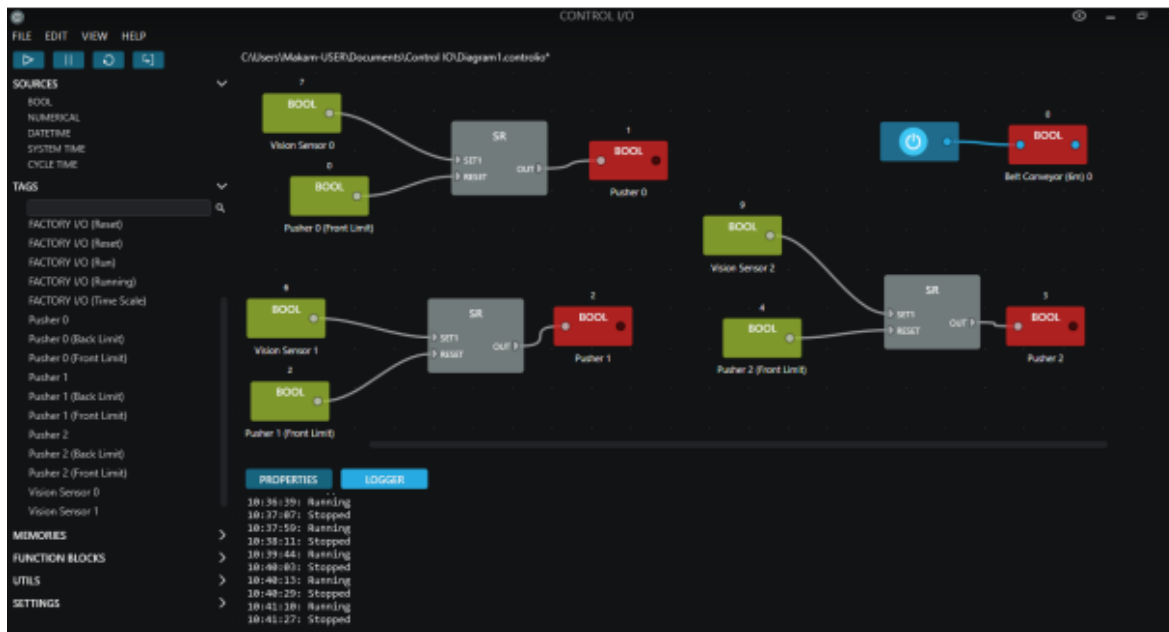 CONTROL I/O
FILE EDIT VIEW HELP
C:\Users\Makam-USER\Documents\Control IO\Diagram1.controlio*
SOURCES
BOOL
NUMERICAL
DATETIME
SYSTEM TIME
CYCLE TIME
TAGS
FACTORY I/O (Reset)
FACTORY I/O (Reset)
FACTORY I/O (Run)
FACTORY I/O (Running)
FACTORY I/O (Time Scale)
Pusher 0
Pusher 0 (Back Limit)
Pusher 0 (Front Limit)
Pusher 1
Pusher 1 (Back Limit)
Pusher 1 (Front Limit)
Pusher 2
Pusher 2 (Back Limit)
Pusher 2 (Front Limit)
Vision Sensor 0
Vision Sensor 1
MEMORIES
FUNCTION BLOCKS
UTILS
SETTINGS
7
BOOL
Vision Sensor 0
0
BOOL
Pusher 0 (Front Limit)
SR
SET1
RESET
OUT
1
BOOL
Pusher 0
0
BOOL
Belt Conveyor (6m) 0
9
BOOL
Vision Sensor 2
4
BOOL
Pusher 2 (Front Limit)
SR
SET1
RESET
OUT
3
BOOL
Pusher 2
BOOL
Vision Sensor 1
2
BOOL
Pusher 1 (Front Limit)
SR
SET1
RESET
OUT
2
BOOL
Pusher 1
PROPERTIES LOGGER
10:36:39: Running
10:37:07: Stopped
10:37:59: Running
10:38:11: Stopped
10:39:44: Running
10:40:03: Stopped
10:40:13: Running
10:40:29: Stopped
10:41:10: Running
10:41:27: Stopped